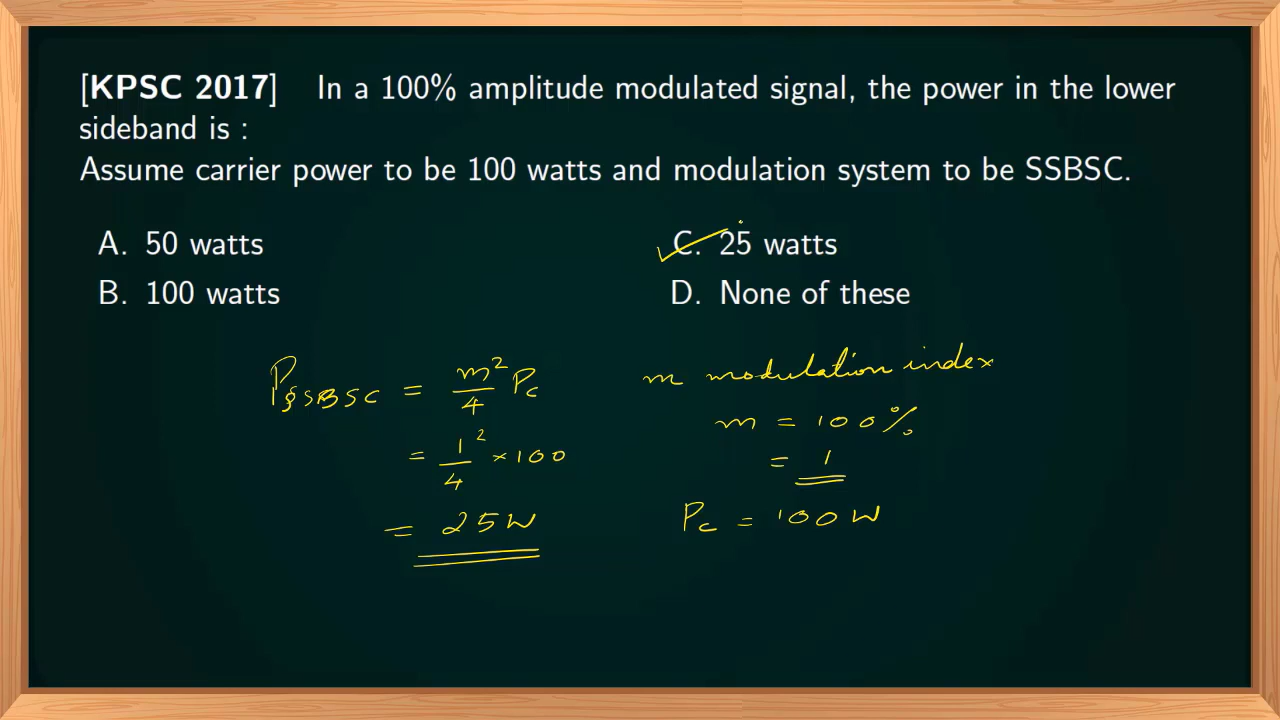 [KPSC 2017] In a 100% amplitude modulated signal, the power in the lower
sideband is :
Assume carrier power to be 100 watts and modulation system to be SSBSC.
A. 50 watts
B. 100 watts
C. 25 watts
D. None of these
P_SSBSC = m²/4 Pc
= 1²/4 × 100
= 25W
m modulation index
m = 100%
= 1
Pc = 100W